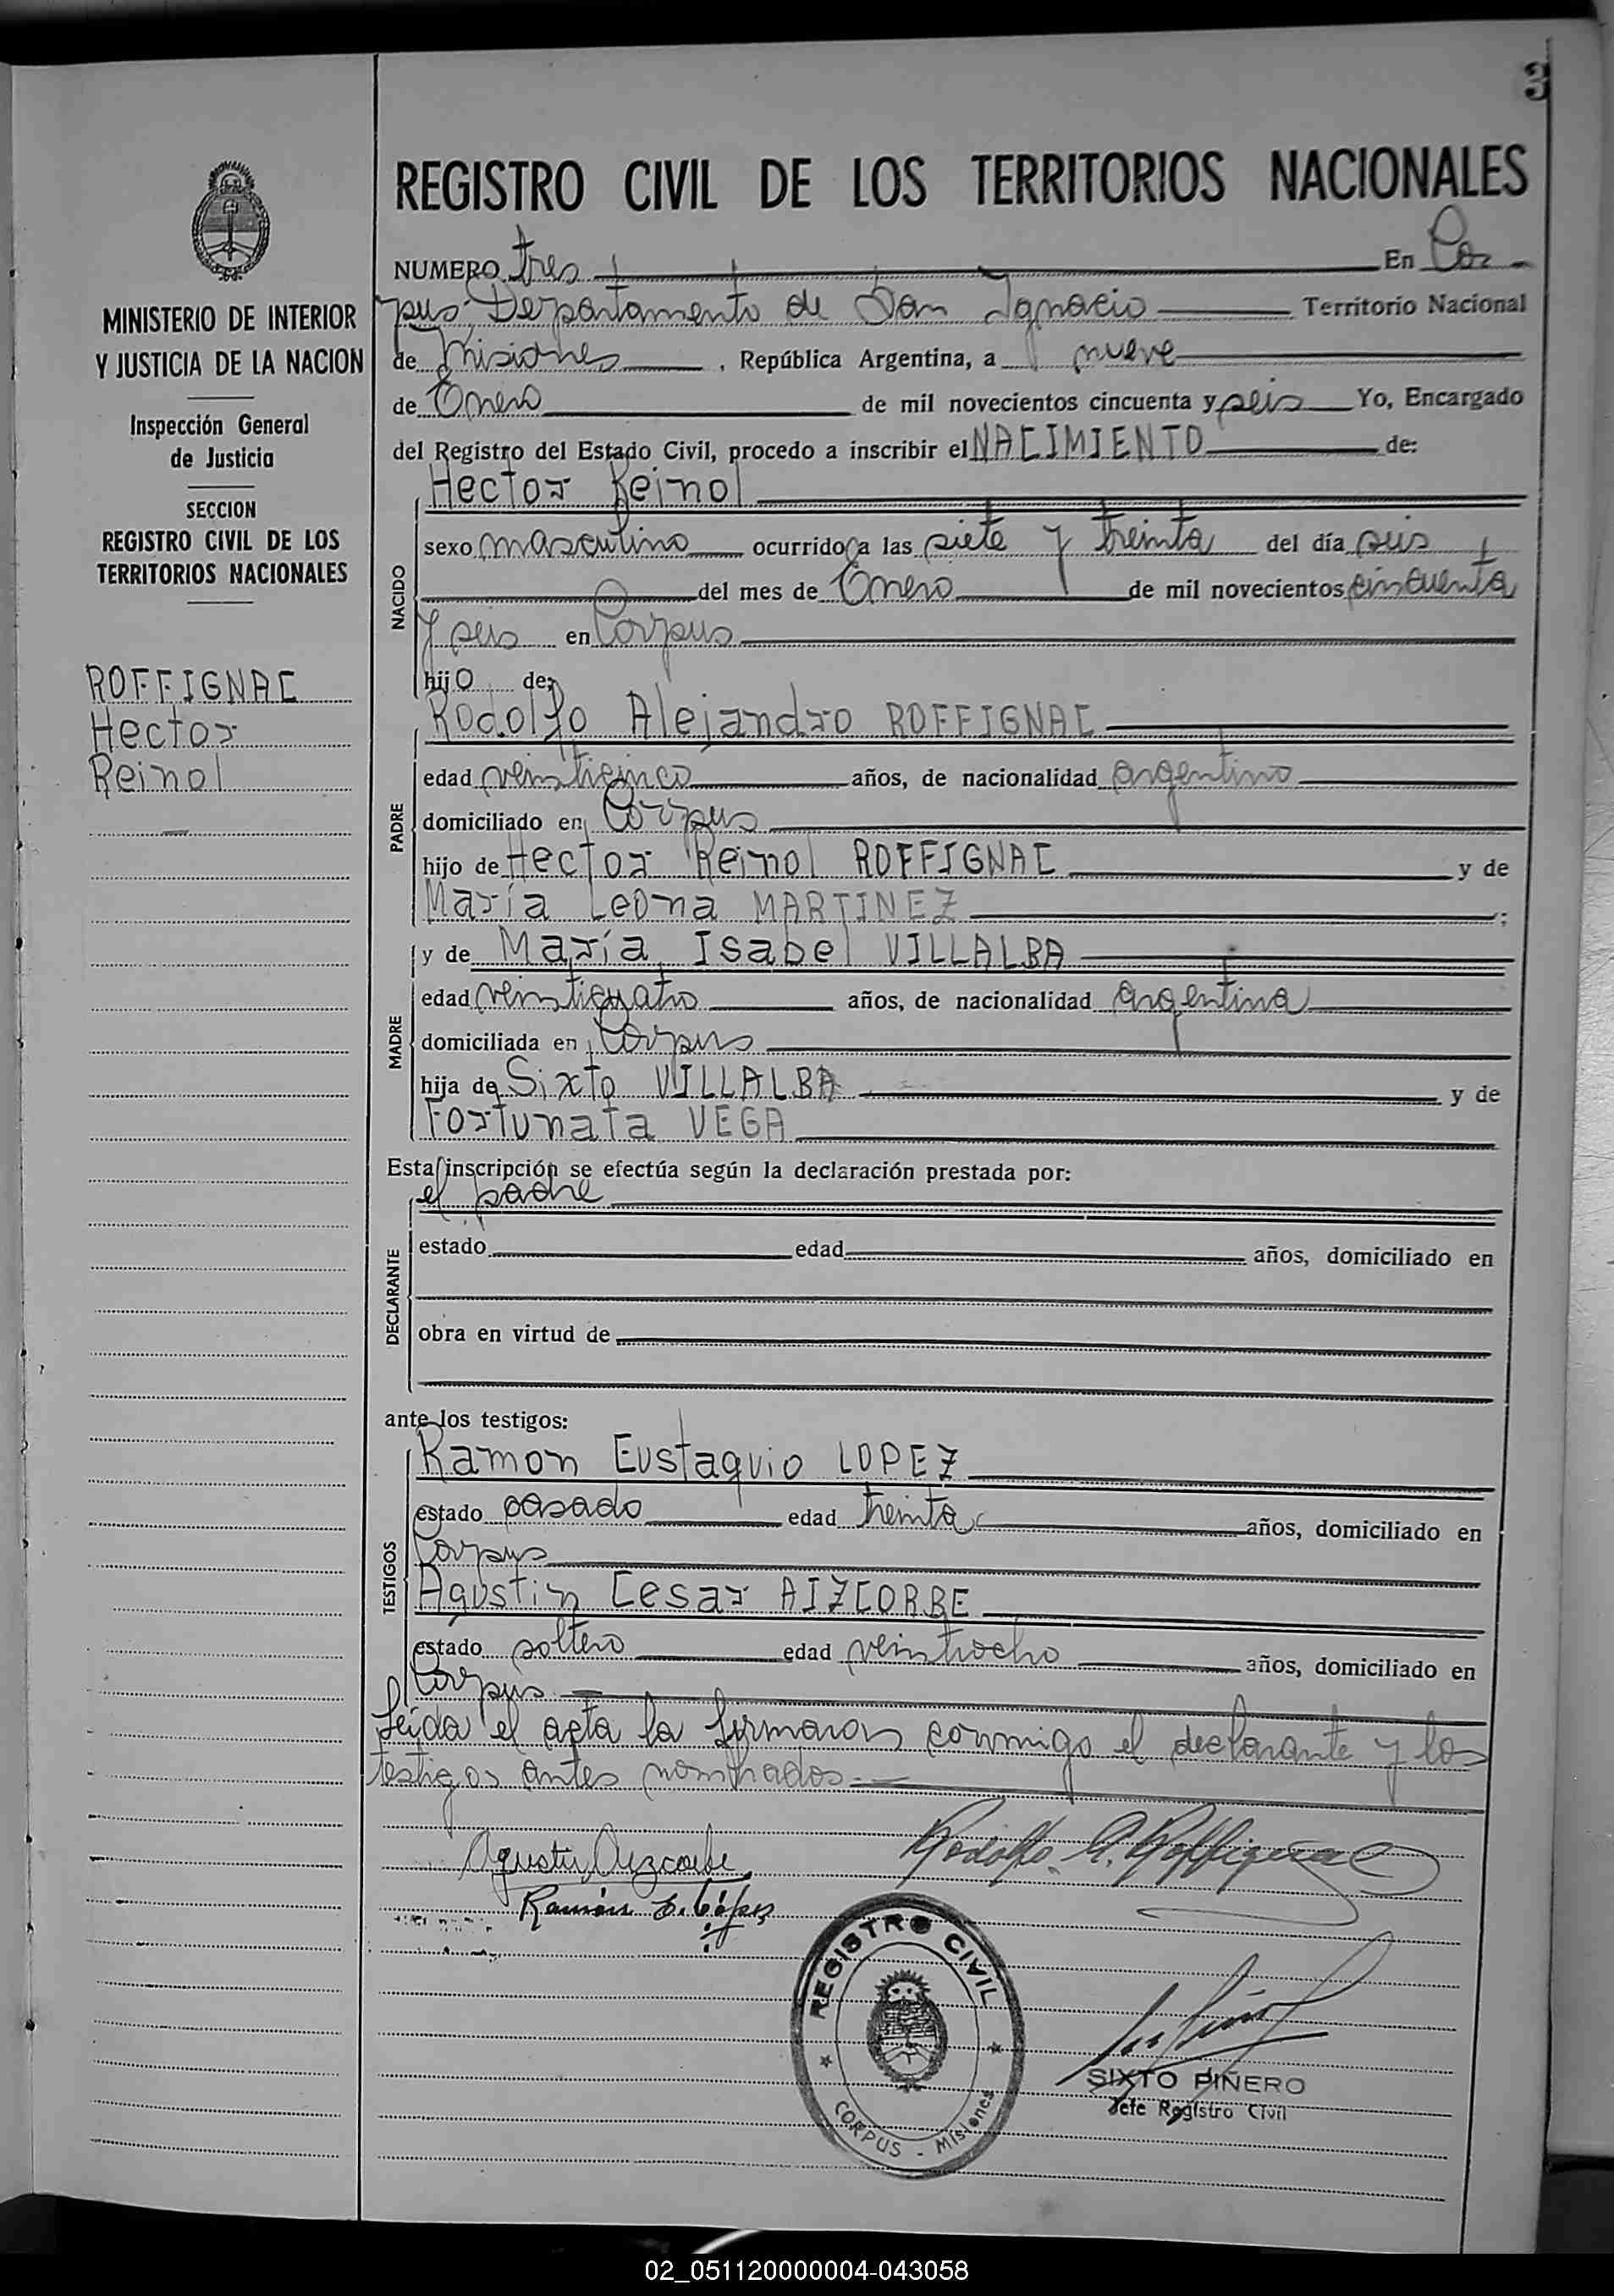 3
REGISTRO CIVIL DE LOS TERRITORIOS NACIONALES
NUMERO tres En Cor-
pus, Departamento de San Ignacio Territorio Nacional
de Misiones, República Argentina, a nueve
de Enero de mil novecientos cincuenta y seis Yo, Encargado
del Registro del Estado Civil, procedo a inscribir el NACIMIENTO de:
MINISTERIO DE INTERIOR
Y JUSTICIA DE LA NACION
Inspección General
de Justicia
SECCION
REGISTRO CIVIL DE LOS
TERRITORIOS NACIONALES
ROFFIGNAC
Hector
Reinol
NACIDO
Hector Reinol
sexo masculino ocurrido a las siete y treinta del día seis
del mes de Enero de mil novecientos cincuenta
y seis en Corpus
hijo de:
PADRE
Rodolfo Alejandro ROFFIGNAC
edad veinticinco años, de nacionalidad argentino
domiciliado en Corpus
hijo de Hector Reinol ROFFIGNAC y de
María Leona MARTINEZ ;
MADRE
y de María Isabel VILLALBA
edad veinticuatro años, de nacionalidad argentina
domiciliada en Corpus
hija de Sixto VILLALBA y de
Fortunata VEGA
Esta inscripción se efectúa según la declaración prestada por:
DECLARANTE
el padre
estado edad años, domiciliado en
obra en virtud de
ante los testigos:
TESTIGOS
Ramon Eustaquio LOPEZ
estado casado edad treinta años, domiciliado en
Corpus
Agustin Cesar AIZCORBE
estado soltero edad veintiocho años, domiciliado en
Corpus.
Leída el acta la firmaron conmigo el declarante y los
testigos antes nombrados.-
Agustin Aizcorbe Rodolfo A. Roffignac
Ramón E. López
REGISTRO CIVIL
CORPUS - Misiones
SIXTO PIÑERO
Jefe Registro Civil
02_051120000004-043058